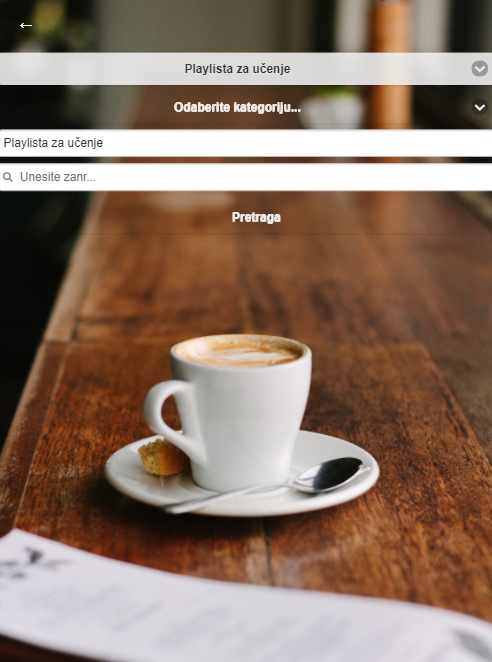 ←
Playlista za učenje
Odaberite kategoriju...
Playlista za učenje
Unesite zanr...
Pretraga